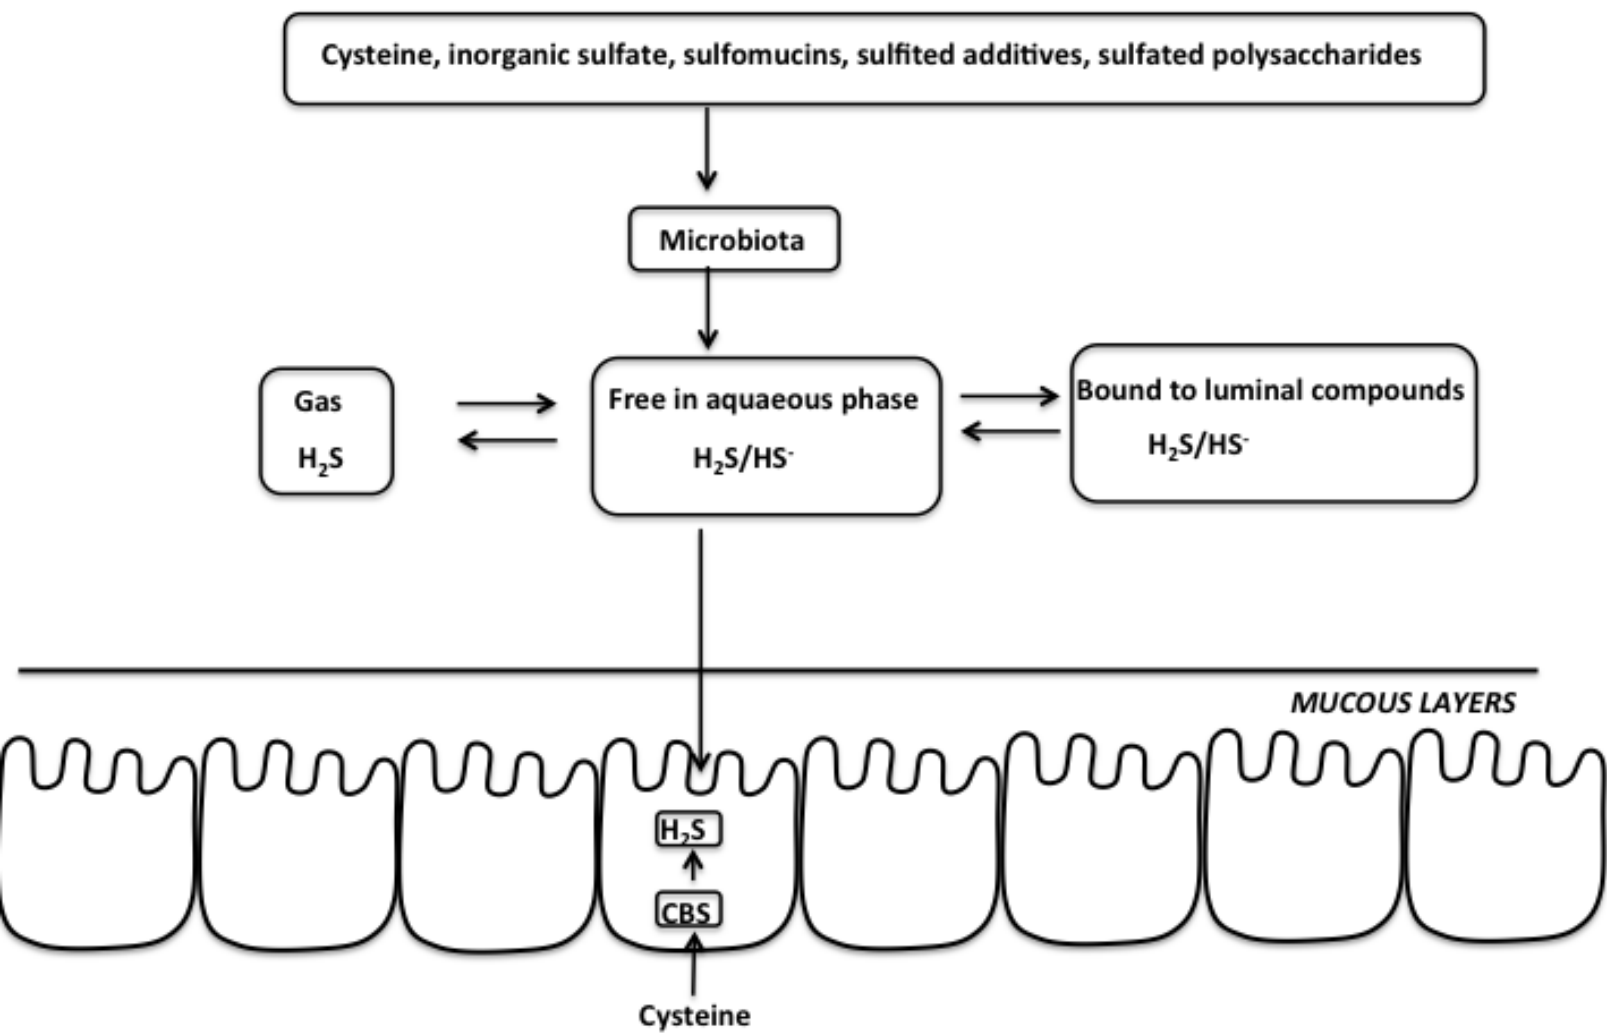 Cysteine, inorganic sulfate, sulfomucins, sulfited additives, sulfated polysaccharides
Microbiota
Gas
H₂S
Free in aquaeous phase
H₂S/HS⁻
Bound to luminal compounds
H₂S/HS⁻
MUCOUS LAYERS
H₂S
CBS
Cysteine